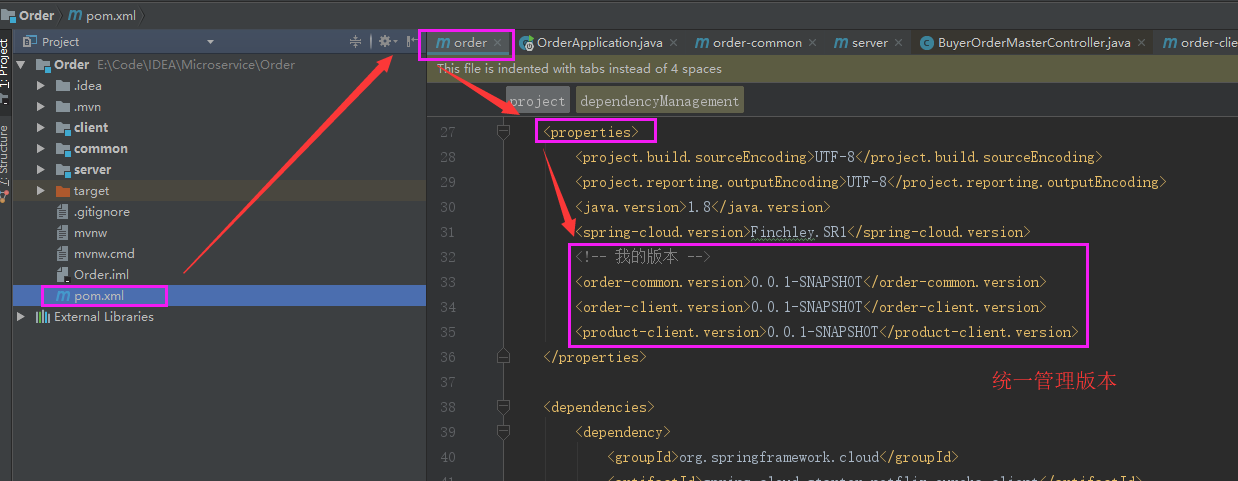 Order
pom.xml
Project
order
OrderApplication.java
order-common
server
BuyerOrderMasterController.java
order-clie
This file is indented with tabs instead of 4 spaces
1: Project
7: Structure
Order E:\Code\IDEA\Microservice\Order
.idea
.mvn
client
common
server
target
.gitignore
mvnw
mvnw.cmd
Order.iml
pom.xml
External Libraries
project
dependencyManagement
27 <properties>
28 <project.build.sourceEncoding>UTF-8</project.build.sourceEncoding>
29 <project.reporting.outputEncoding>UTF-8</project.reporting.outputEncoding>
30 <java.version>1.8</java.version>
31 <spring-cloud.version>Finchley.SR1</spring-cloud.version>
32 <!-- 我的版本 -->
33 <order-common.version>0.0.1-SNAPSHOT</order-common.version>
34 <order-client.version>0.0.1-SNAPSHOT</order-client.version>
35 <product-client.version>0.0.1-SNAPSHOT</product-client.version>
36 </properties>
统一管理版本
37
38 <dependencies>
39 <dependency>
40 <groupId>org.springframework.cloud</groupId>